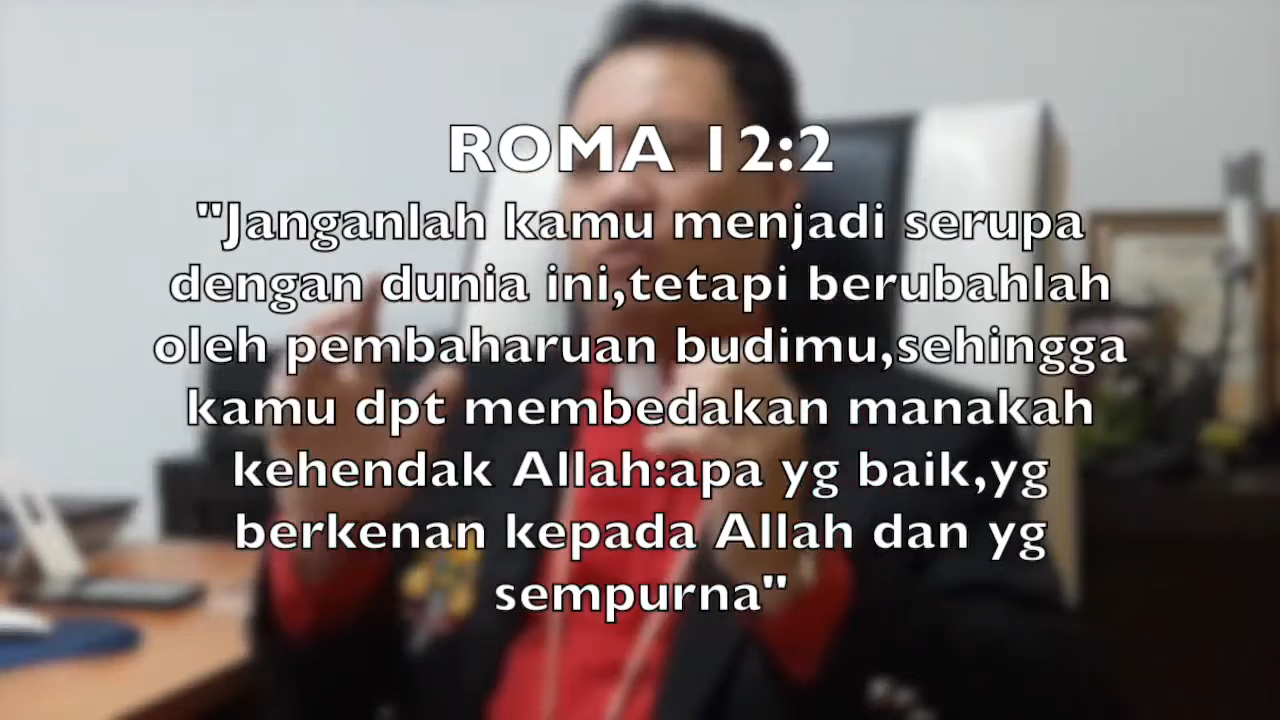 ROMA 12:2
"Janganlah kamu menjadi serupa
dengan dunia ini,tetapi berubahlah
oleh pembaharuan budimu,sehingga
kamu dpt membedakan manakah
kehendak Allah:apa yg baik,yg
berkenan kepada Allah dan yg
sempurna"